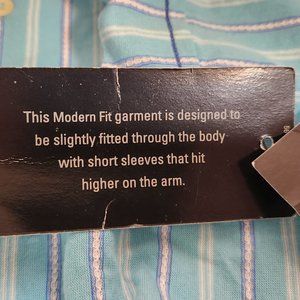 This Modern Fit garment is designed to
be slightly fitted through the body
with short sleeves that hit
higher on the arm.